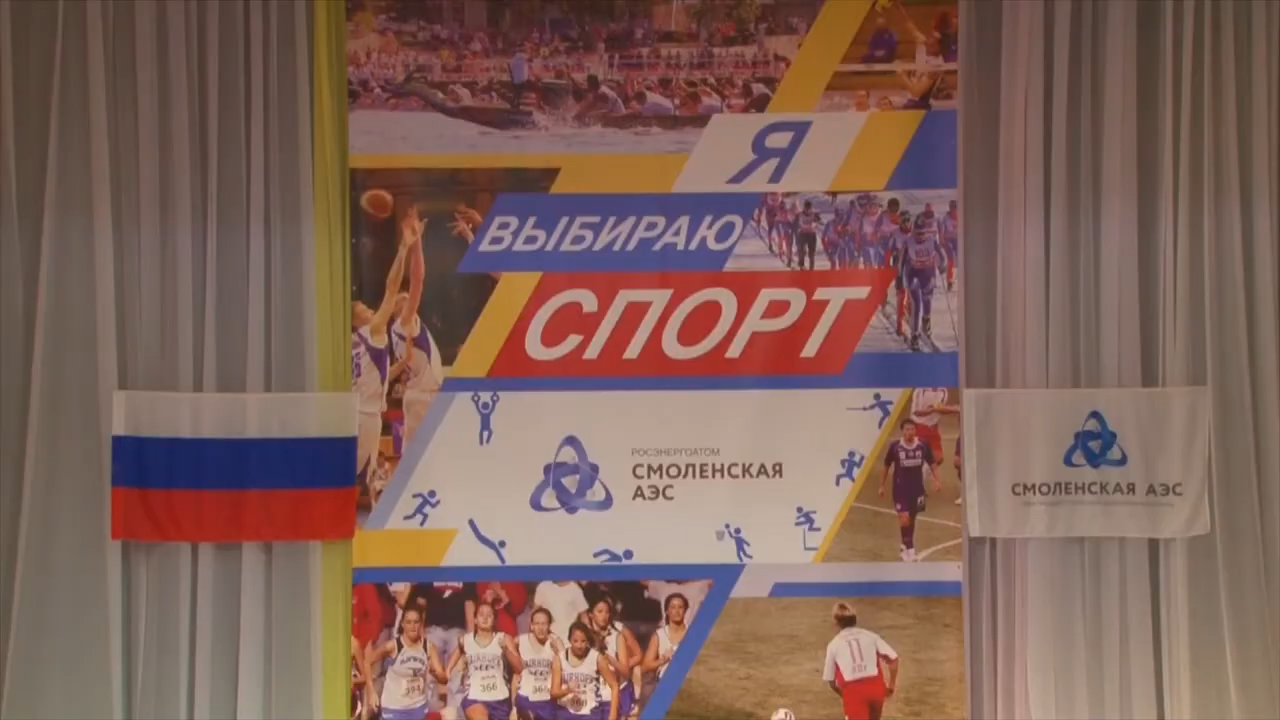 Я
ВЫБИРАЮ
СПОРТ
РОСЭНЕРГОАТОМ
СМОЛЕНСКАЯ
АЭС
СМОЛЕНСКАЯ АЭС
11
394
366